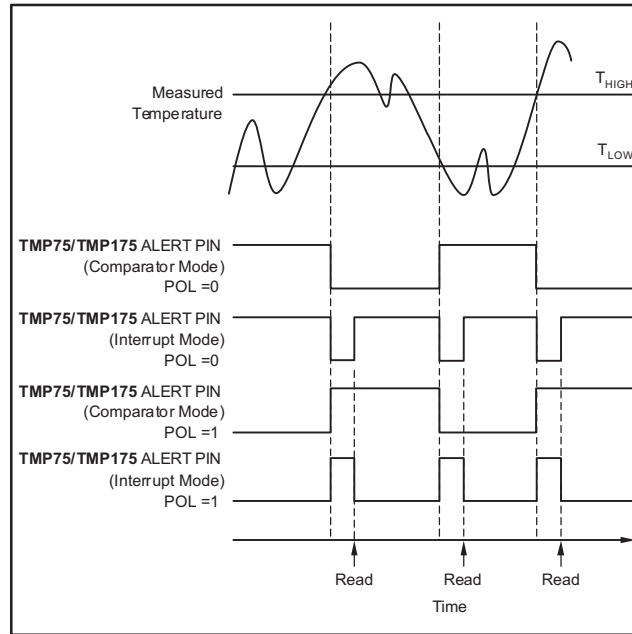 Measured
Temperature
T_HIGH
T_LOW
TMP75/TMP175 ALERT PIN
(Comparator Mode)
POL =0
TMP75/TMP175 ALERT PIN
(Interrupt Mode)
POL =0
TMP75/TMP175 ALERT PIN
(Comparator Mode)
POL =1
TMP75/TMP175 ALERT PIN
(Interrupt Mode)
POL =1
Read Read Read
Time